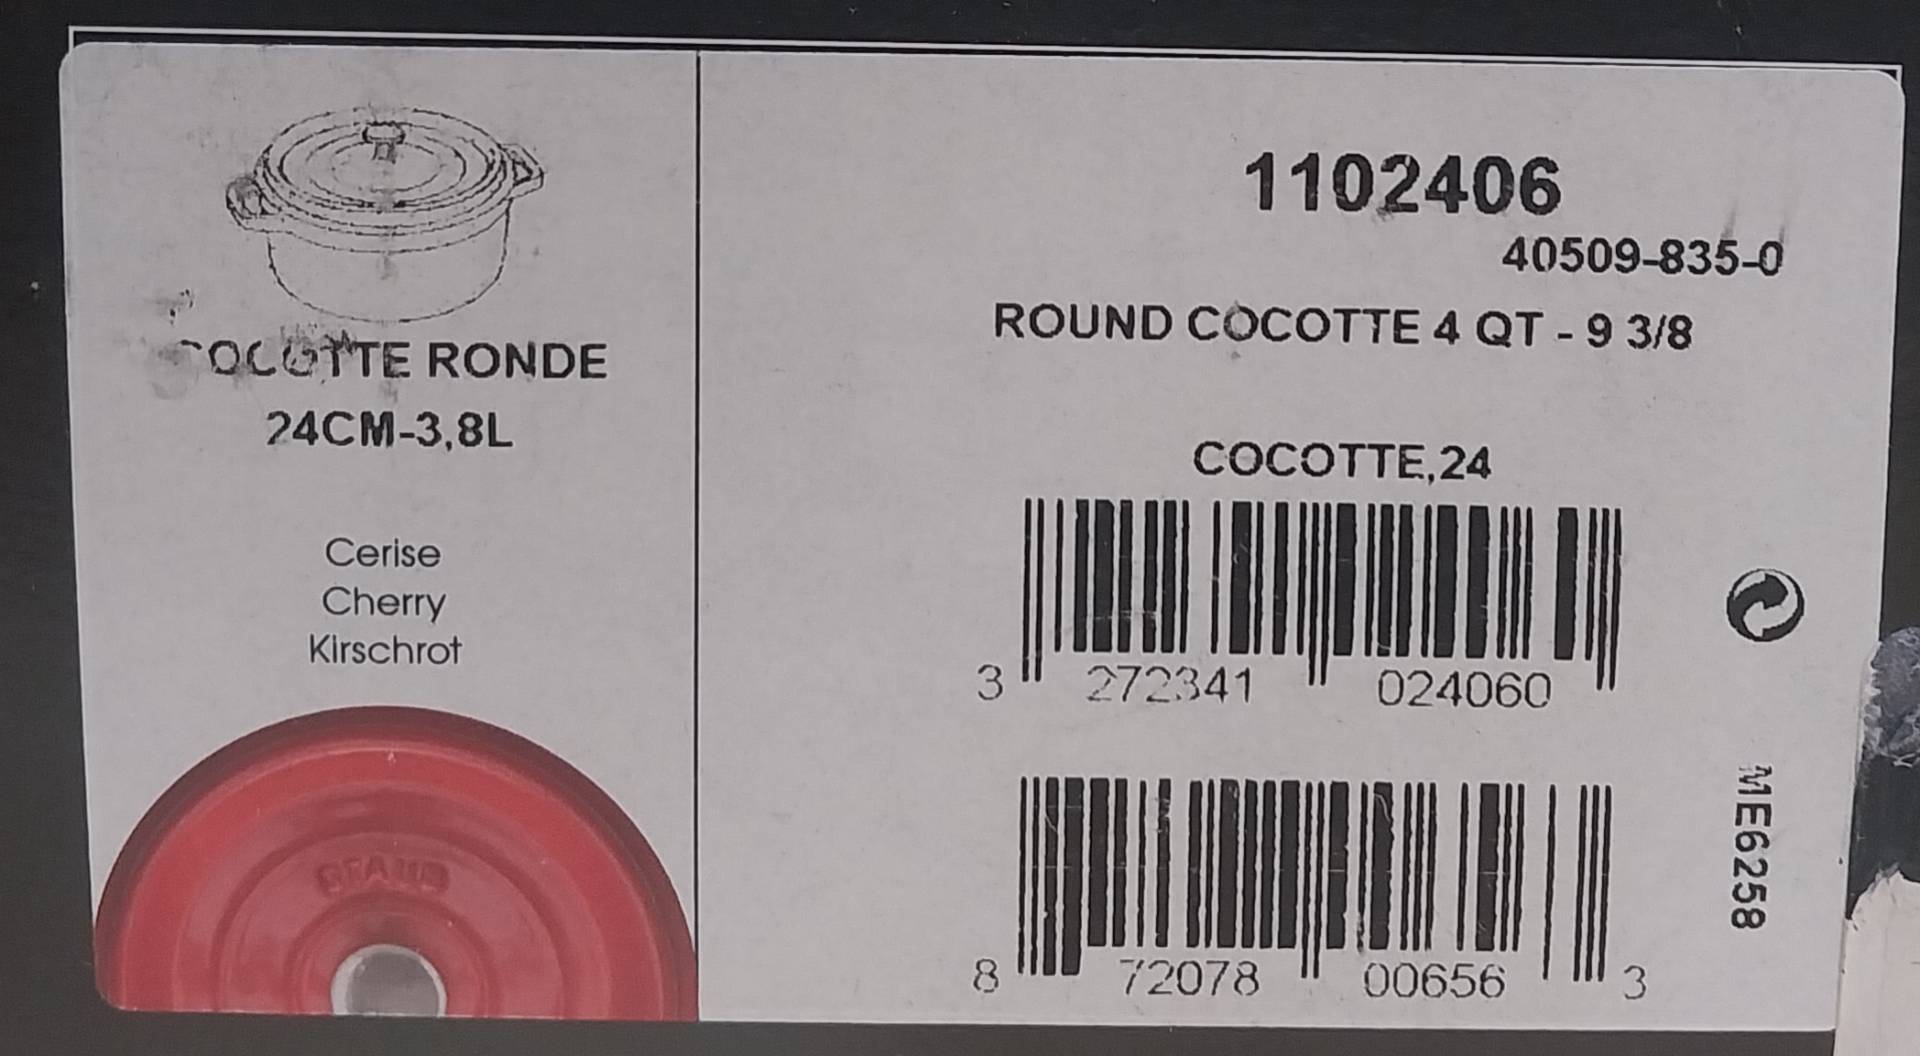 COCOTTE RONDE
24CM-3,8L
Cerise
Cherry
Kirschrot
STAUB
1102406
40509-835-0
ROUND COCOTTE 4 QT - 9 3/8
COCOTTE,24
3 272341 024060
8 72078 00656 3
ME6258